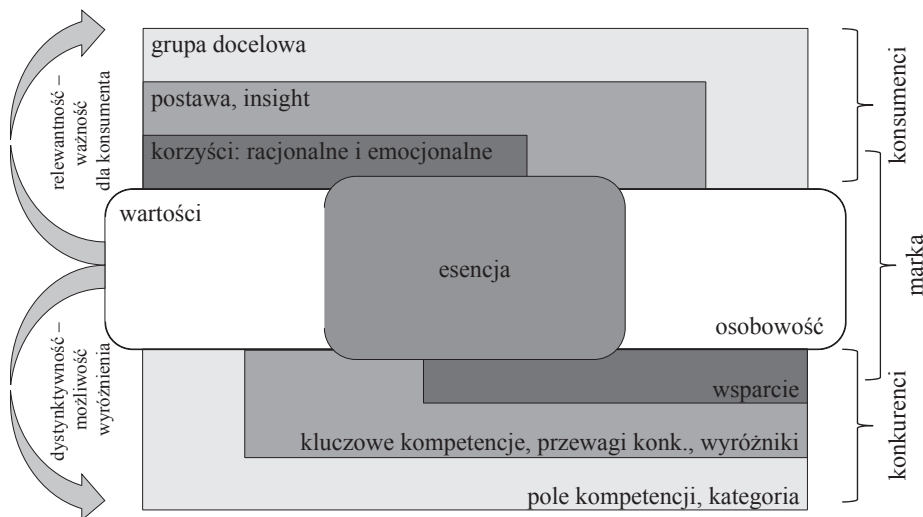 grupa docelowa
postawa, insight
korzyści: racjonalne i emocjonalne
relewantność –
ważność
dla konsumenta
konsumenci
wartości
esencja
osobowość
marka
dystynktywność –
możliwość
wyróżnienia
wsparcie
kluczowe kompetencje, przewagi konk., wyróżniki
pole kompetencji, kategoria
konkurenci